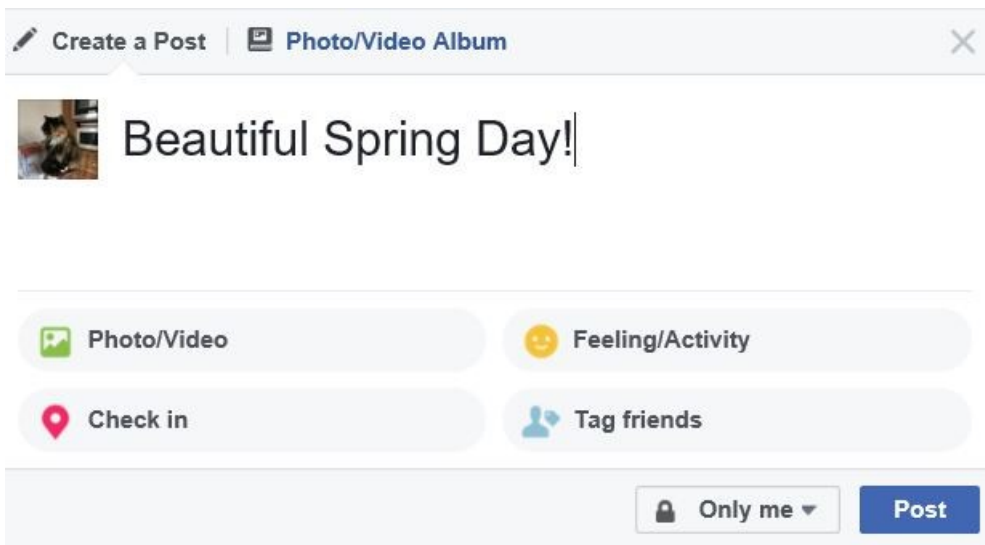 Create a Post Photo/Video Album
Beautiful Spring Day!
Photo/Video Feeling/Activity
Check in Tag friends
Only me Post